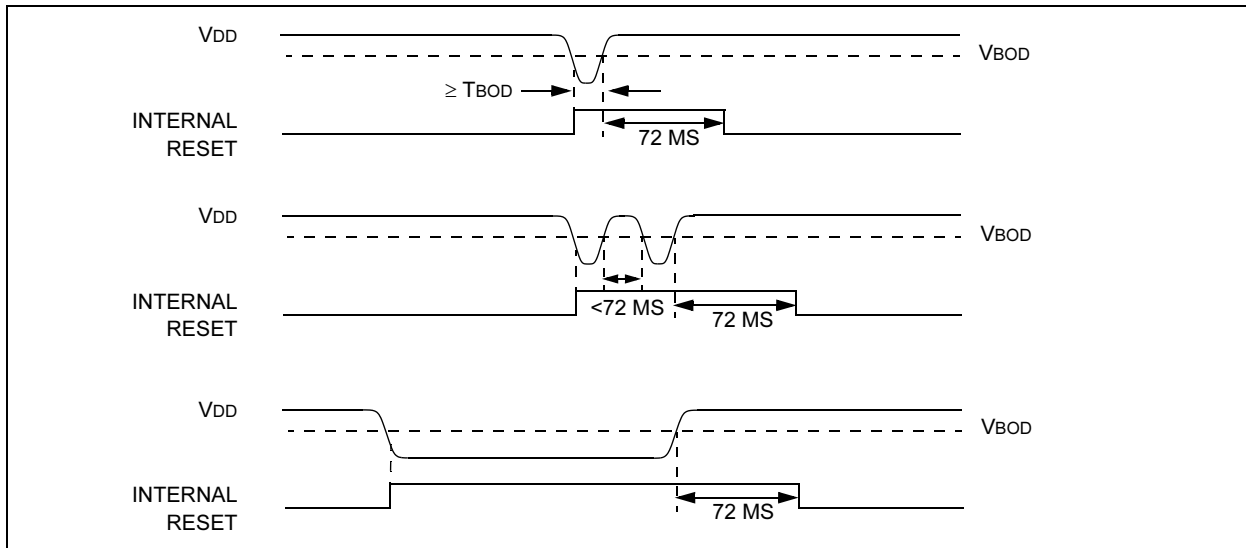 VDD
VBOD
≥ TBOD
INTERNAL
RESET
72 MS
VDD
VBOD
INTERNAL
RESET
<72 MS
72 MS
VDD
VBOD
INTERNAL
RESET
72 MS